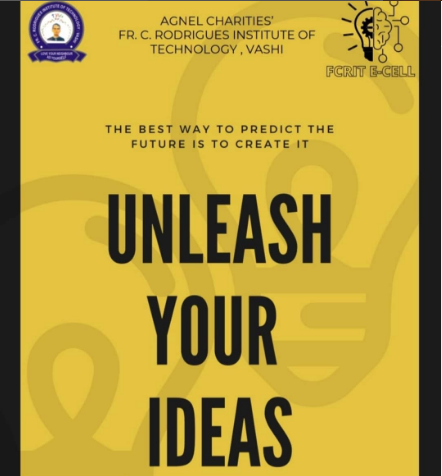 AGNEL CHARITIES’
FR. C. RODRIGUES INSTITUTE OF
TECHNOLOGY , VASHI
FCRIT E-CELL
THE BEST WAY TO PREDICT THE
FUTURE IS TO CREATE IT
UNLEASH
YOUR
IDEAS